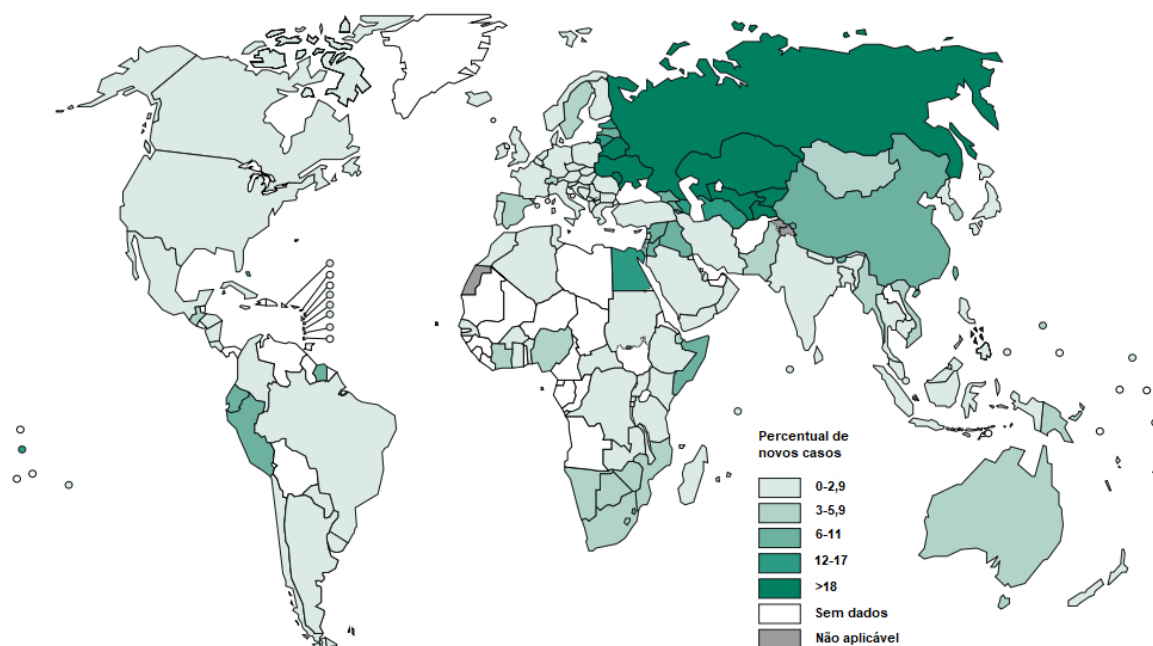 Percentual de
novos casos
0-2,9
3-5,9
6-11
12-17
>18
Sem dados
Não aplicável